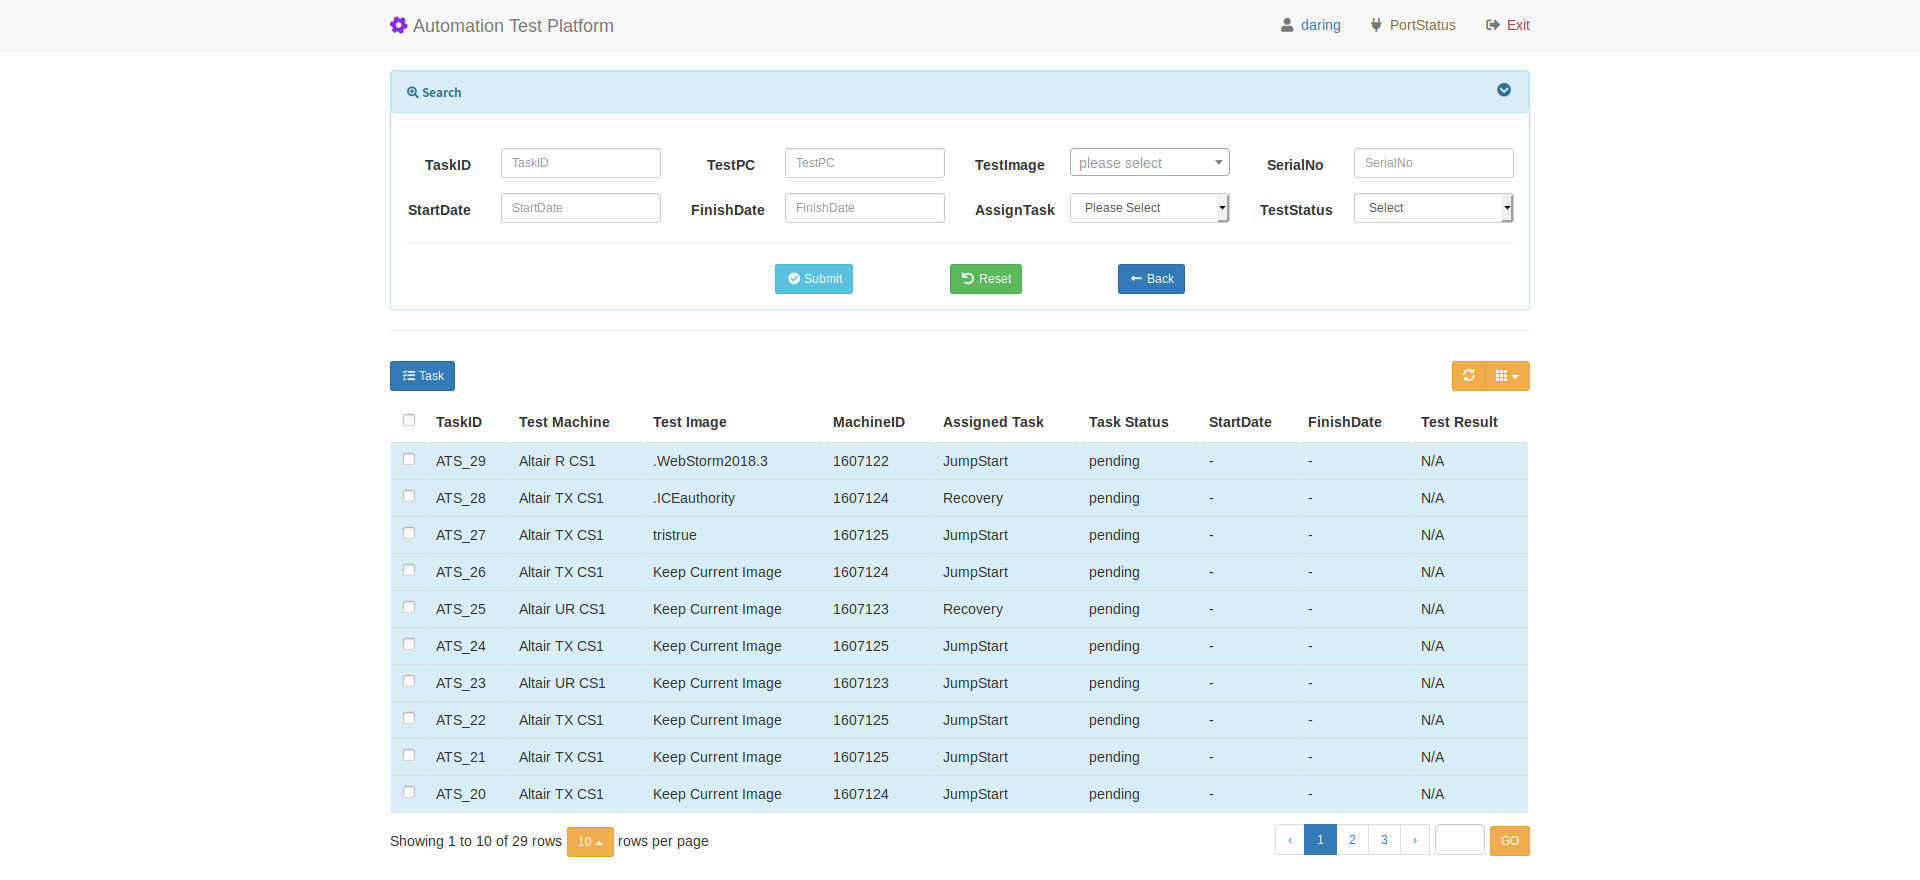 Automation Test Platform daring PortStatus Exit
Search
TaskID TaskID TestPC TestPC TestImage please select SerialNo SerialNo
StartDate StartDate FinishDate FinishDate AssignTask Please Select TestStatus Select
Submit Reset Back
Task
TaskID Test Machine Test Image MachineID Assigned Task Task Status StartDate FinishDate Test Result
ATS_29 Altair R CS1 .WebStorm2018.3 1607122 JumpStart pending - - N/A
ATS_28 Altair TX CS1 .ICEauthority 1607124 Recovery pending - - N/A
ATS_27 Altair TX CS1 tristrue 1607125 JumpStart pending - - N/A
ATS_26 Altair TX CS1 Keep Current Image 1607124 JumpStart pending - - N/A
ATS_25 Altair UR CS1 Keep Current Image 1607123 Recovery pending - - N/A
ATS_24 Altair TX CS1 Keep Current Image 1607125 JumpStart pending - - N/A
ATS_23 Altair UR CS1 Keep Current Image 1607123 JumpStart pending - - N/A
ATS_22 Altair TX CS1 Keep Current Image 1607125 JumpStart pending - - N/A
ATS_21 Altair TX CS1 Keep Current Image 1607125 JumpStart pending - - N/A
ATS_20 Altair TX CS1 Keep Current Image 1607124 JumpStart pending - - N/A
Showing 1 to 10 of 29 rows 10 rows per page ‹ 1 2 3 › GO